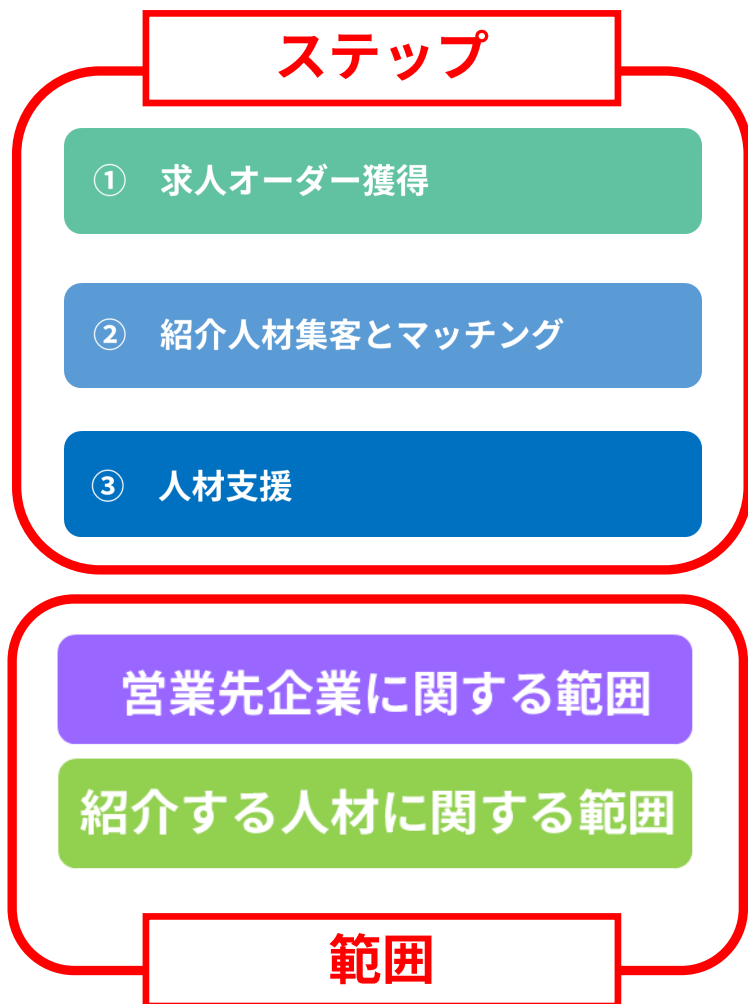 ステップ
① 求人オーダー獲得
② 紹介人材集客とマッチング
③ 人材支援
営業先企業に関する範囲
紹介する人材に関する範囲
範囲